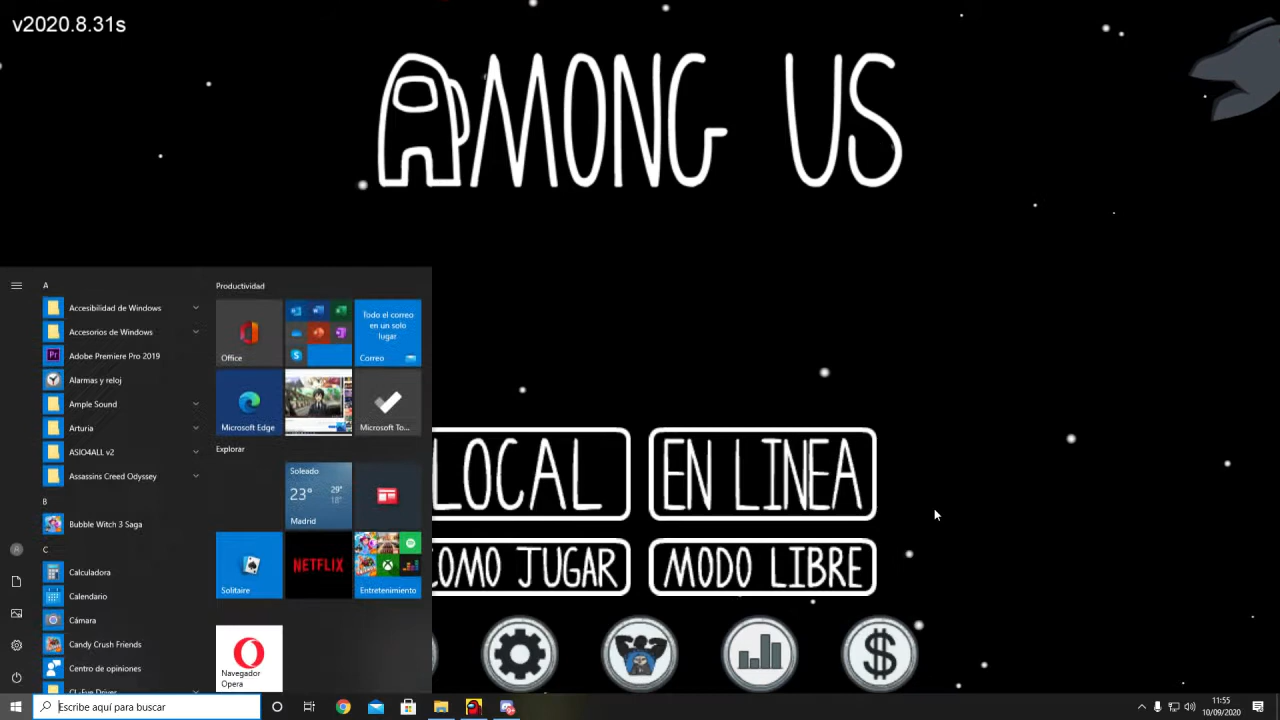 v2020.8.31s
AMONG US
LOCAL
EN LINEA
COMO JUGAR
MODO LIBRE
A
Accesibilidad de Windows
Accesorios de Windows
Adobe Premiere Pro 2019
Alarmas y reloj
Ample Sound
Arturia
ASIO4ALL v2
Assassins Creed Odyssey
B
Bubble Witch 3 Saga
C
Calculadora
Calendario
Cámara
Candy Crush Friends
Centro de opiniones
CL-Eye Driver
Productividad
Office
Todo el correo
en un solo
lugar
Correo
Microsoft Edge
Microsoft To...
Explorar
Soleado
23°
29°
18°
Madrid
Solitaire
NETFLIX
Entretenimiento
Navegador
Opera
Escribe aquí para buscar
11:55
10/09/2020